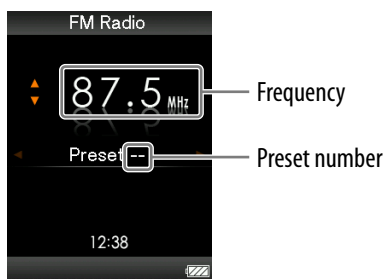 FM Radio
87.5 MHz
Frequency
Preset --
Preset number
12:38